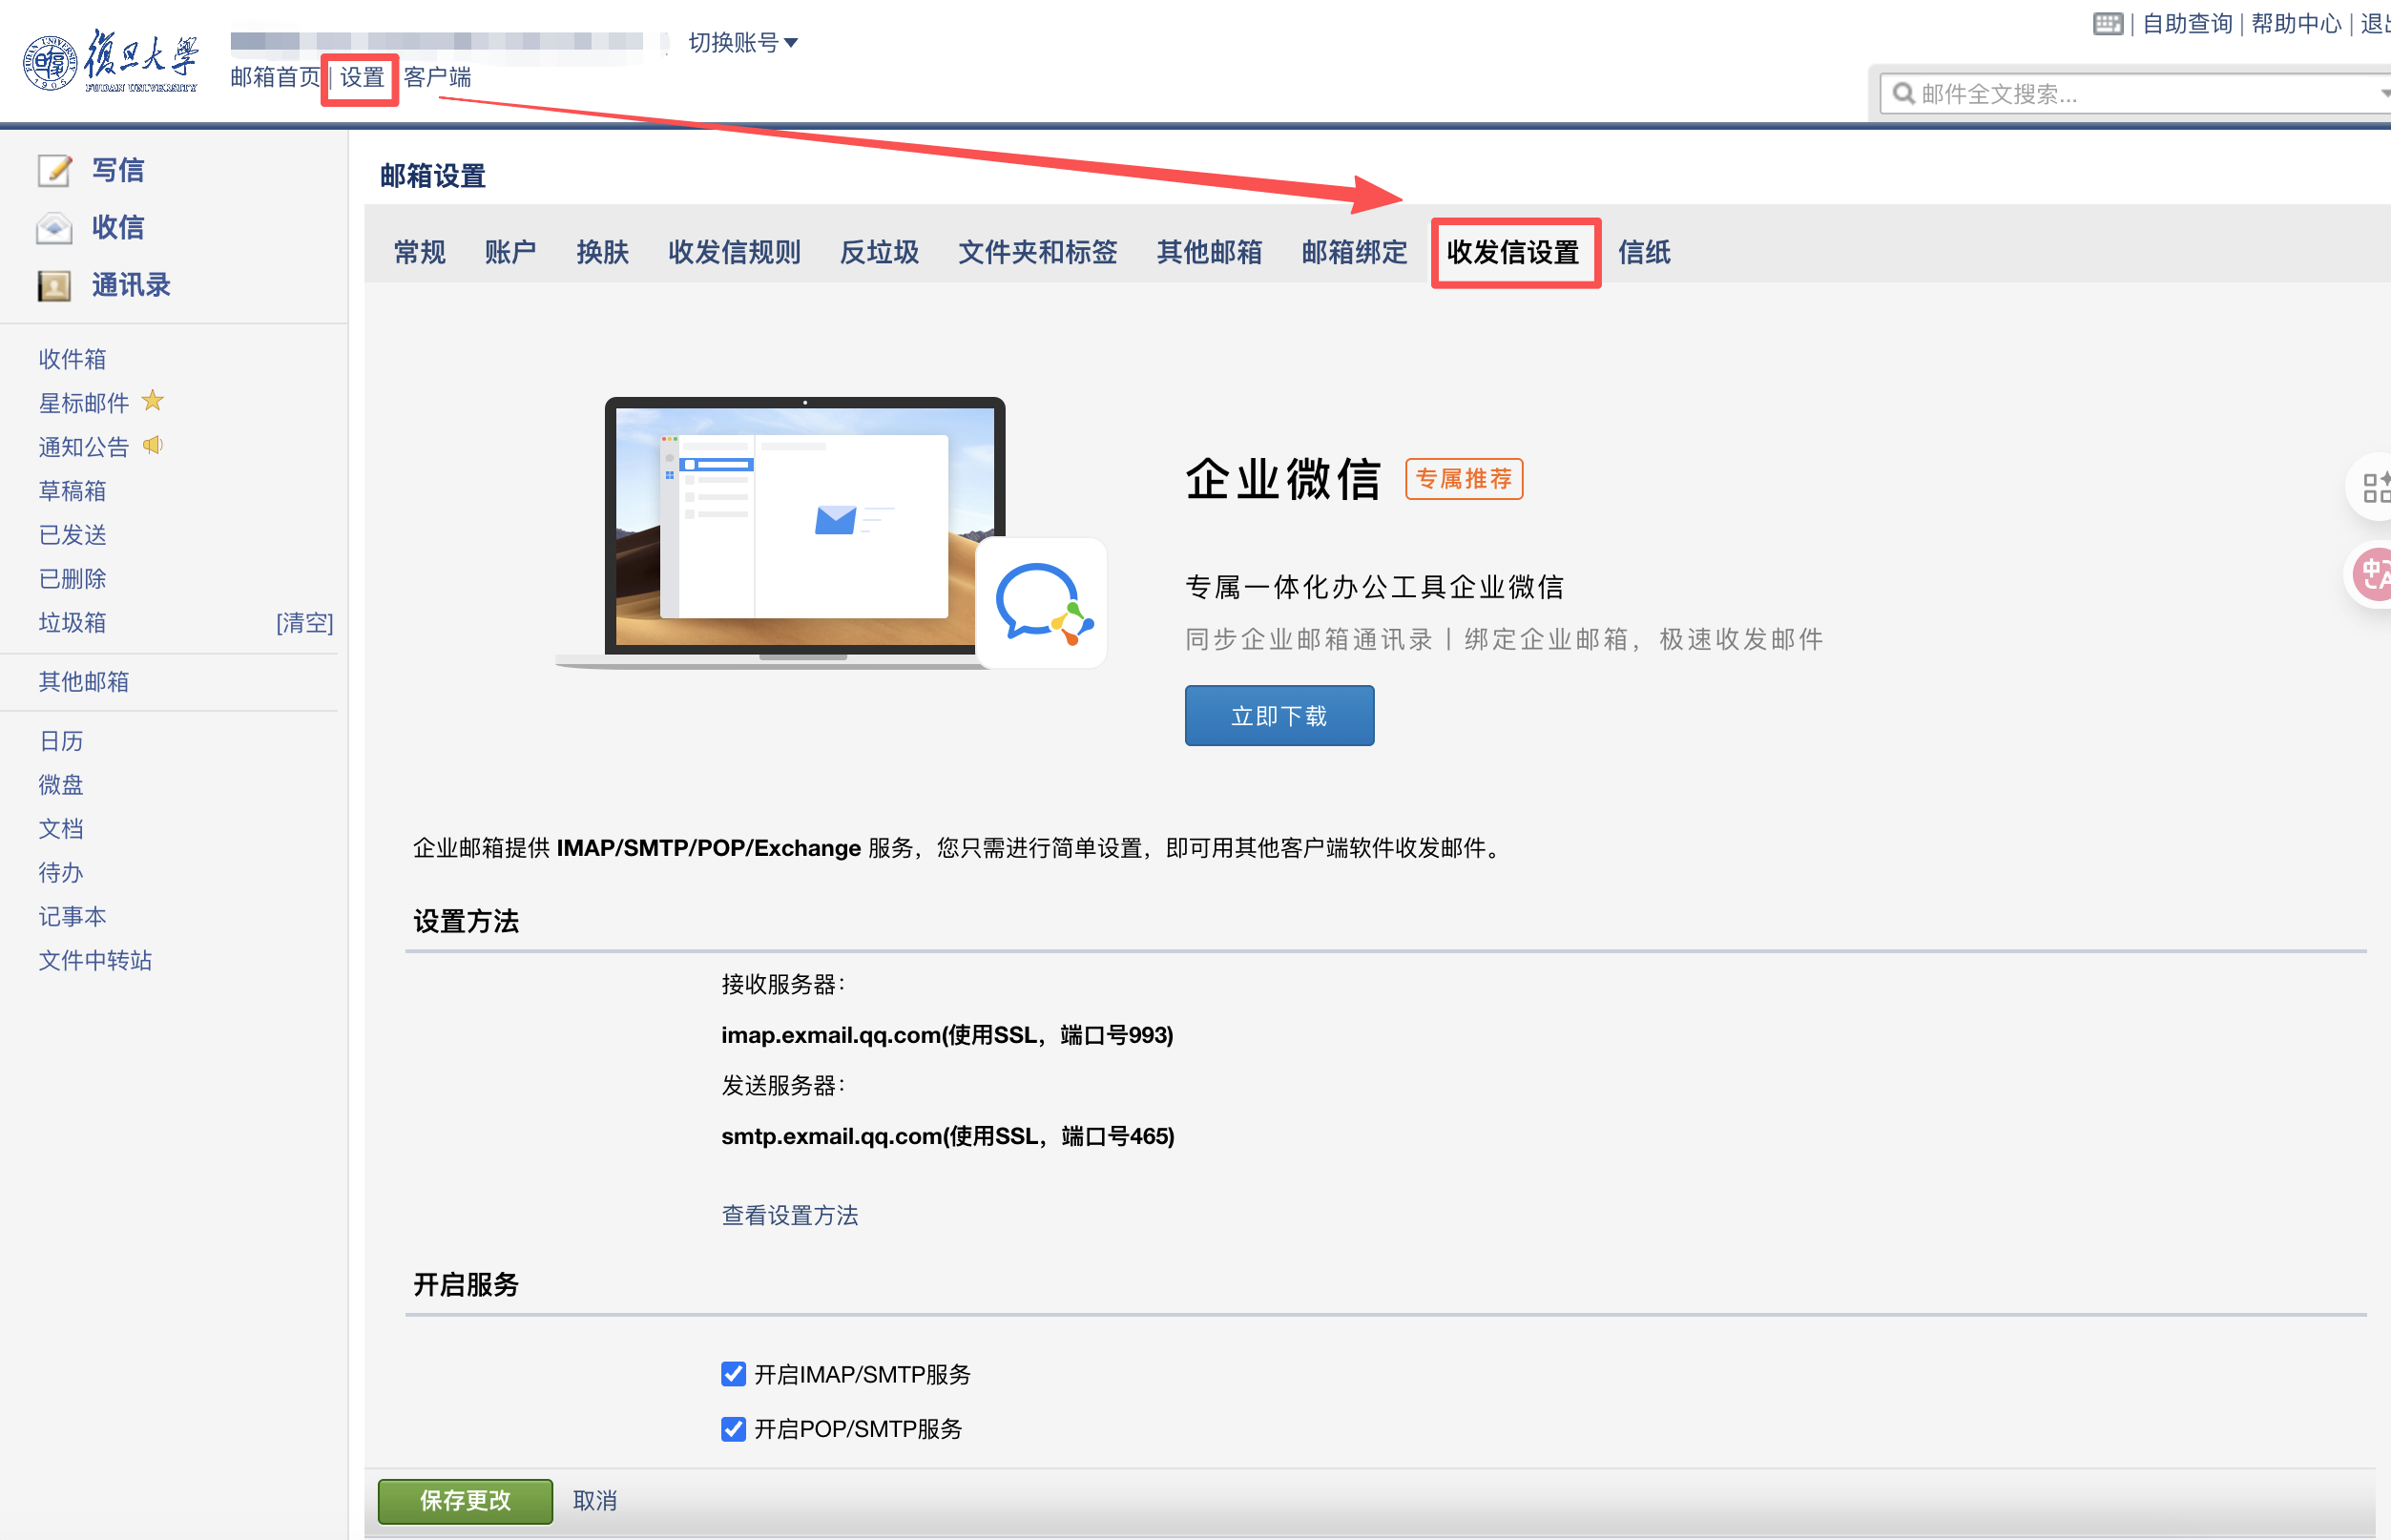 復旦大學
FUDAN UNIVERSITY
1905
切换账号
邮箱首页 | 设置 | 客户端
| 自助查询 | 帮助中心 |
邮件全文搜索...
写信
收信
通讯录
收件箱
星标邮件
通知公告
草稿箱
已发送
已删除
垃圾箱 [清空]
其他邮箱
日历
微盘
文档
待办
记事本
文件中转站
邮箱设置
常规 账户 换肤 收发信规则 反垃圾 文件夹和标签 其他邮箱 邮箱绑定 收发信设置 信纸
企业微信 专属推荐
专属一体化办公工具企业微信
同步企业邮箱通讯录丨绑定企业邮箱，极速收发邮件
立即下载
企业邮箱提供 IMAP/SMTP/POP/Exchange 服务，您只需进行简单设置，即可用其他客户端软件收发邮件。
设置方法
接收服务器：
imap.exmail.qq.com(使用SSL，端口号993)
发送服务器：
smtp.exmail.qq.com(使用SSL，端口号465)
查看设置方法
开启服务
开启IMAP/SMTP服务
开启POP/SMTP服务
保存更改 取消